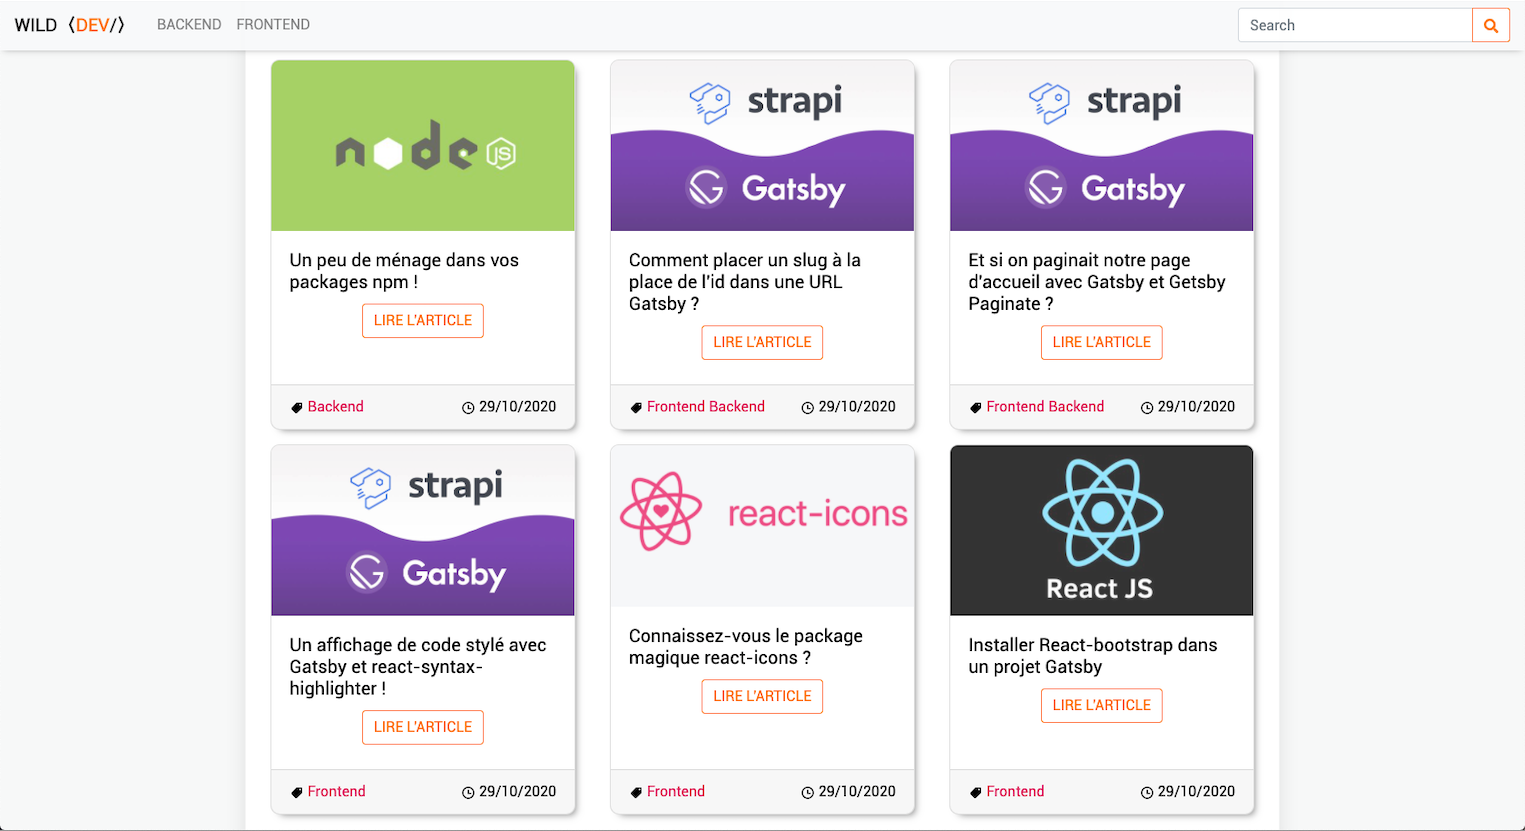 WILD <DEV/> BACKEND FRONTEND Search
node JS
strapi
Gatsby
strapi
Gatsby
Un peu de ménage dans vos
packages npm !
LIRE L'ARTICLE
Comment placer un slug à la
place de l'id dans une URL
Gatsby ?
LIRE L'ARTICLE
Et si on paginait notre page
d'accueil avec Gatsby et Getsby
Paginate ?
LIRE L'ARTICLE
Backend 29/10/2020
Frontend Backend 29/10/2020
Frontend Backend 29/10/2020
strapi
Gatsby
react-icons
React JS
Un affichage de code stylé avec
Gatsby et react-syntax-
highlighter !
LIRE L'ARTICLE
Connaissez-vous le package
magique react-icons ?
LIRE L'ARTICLE
Installer React-bootstrap dans
un projet Gatsby
LIRE L'ARTICLE
Frontend 29/10/2020
Frontend 29/10/2020
Frontend 29/10/2020